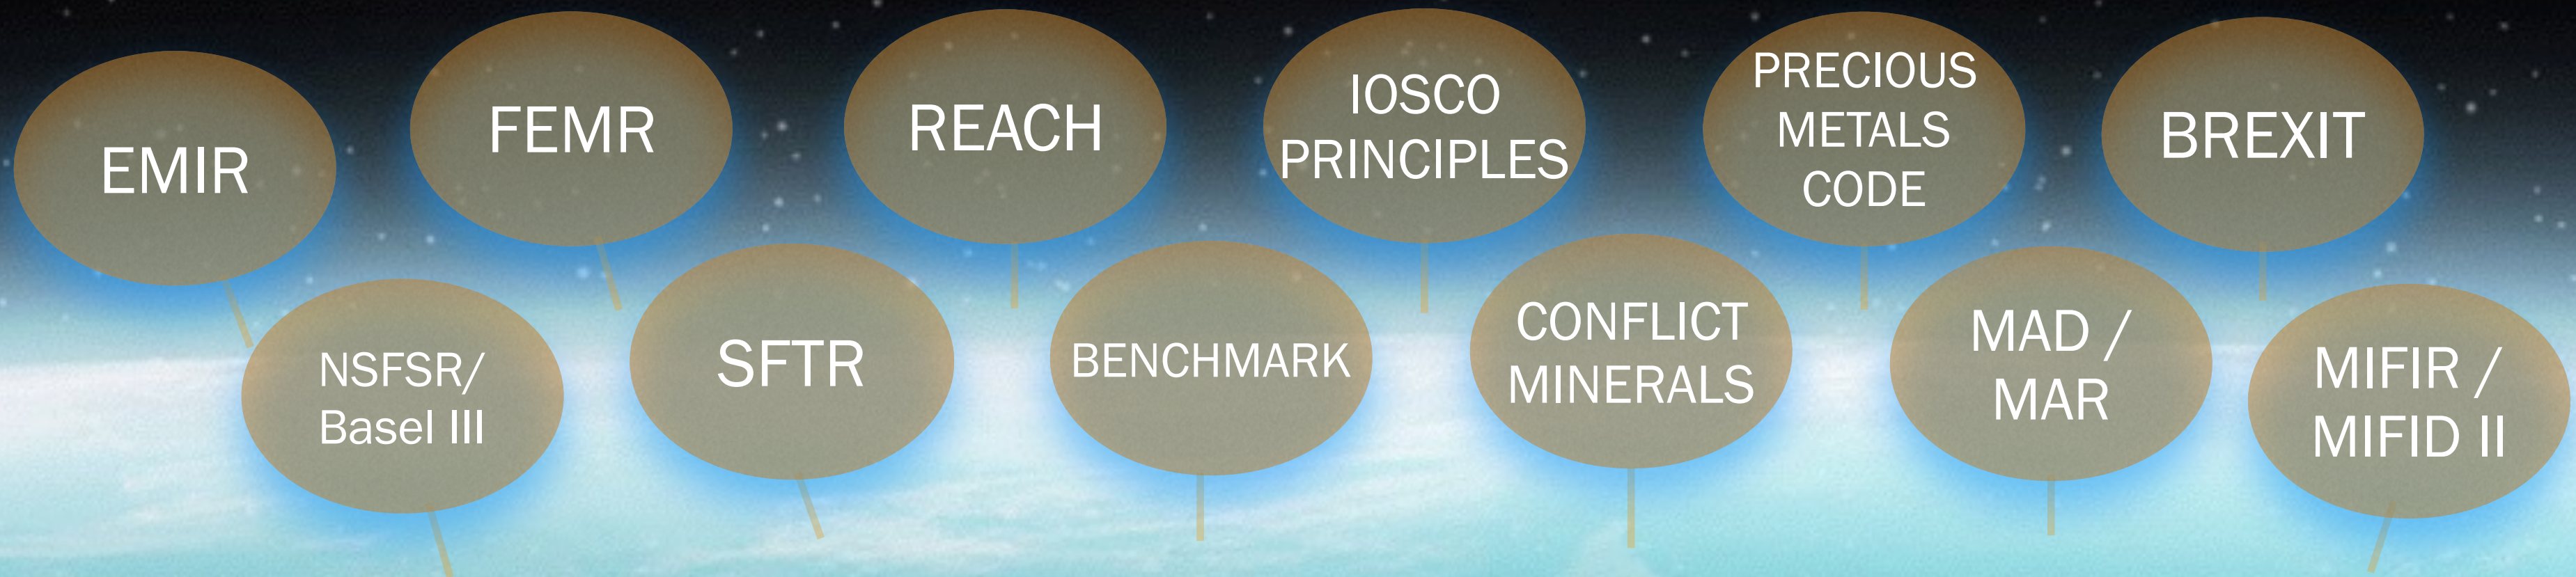 EMIR
FEMR
REACH
IOSCO
PRINCIPLES
PRECIOUS
METALS
CODE
BREXIT
NSFSR/
Basel III
SFTR
BENCHMARK
CONFLICT
MINERALS
MAD /
MAR
MIFIR /
MIFID II